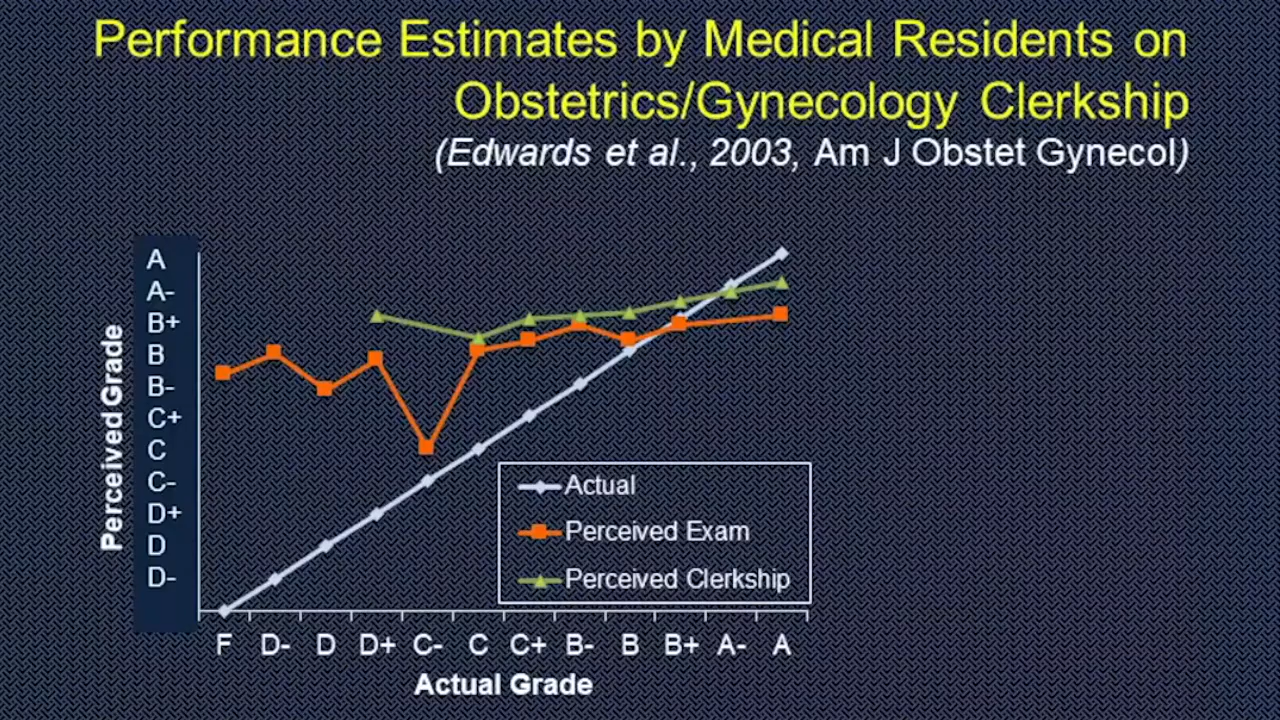 Performance Estimates by Medical Residents on
Obstetrics/Gynecology Clerkship
(Edwards et al., 2003, Am J Obstet Gynecol)
Perceived Grade
A
A-
B+
B
B-
C+
C
C-
D+
D
D-
Actual
Perceived Exam
Perceived Clerkship
F D- D D+ C- C C+ B- B B+ A- A
Actual Grade